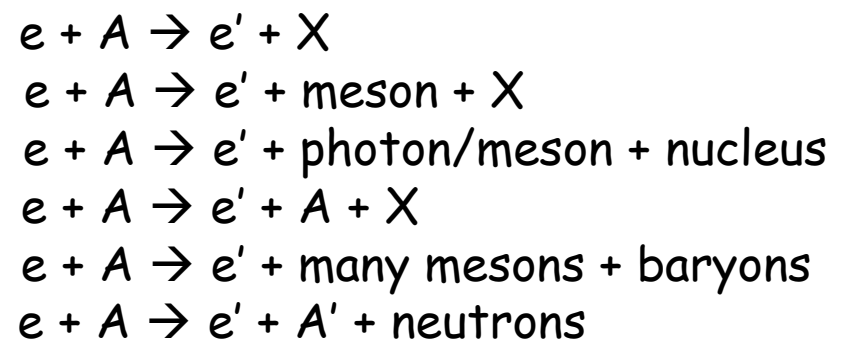 e + A → e′ + X
e + A → e′ + meson + X
e + A → e′ + photon/meson + nucleus
e + A → e′ + A + X
e + A → e′ + many mesons + baryons
e + A → e′ + A′ + neutrons